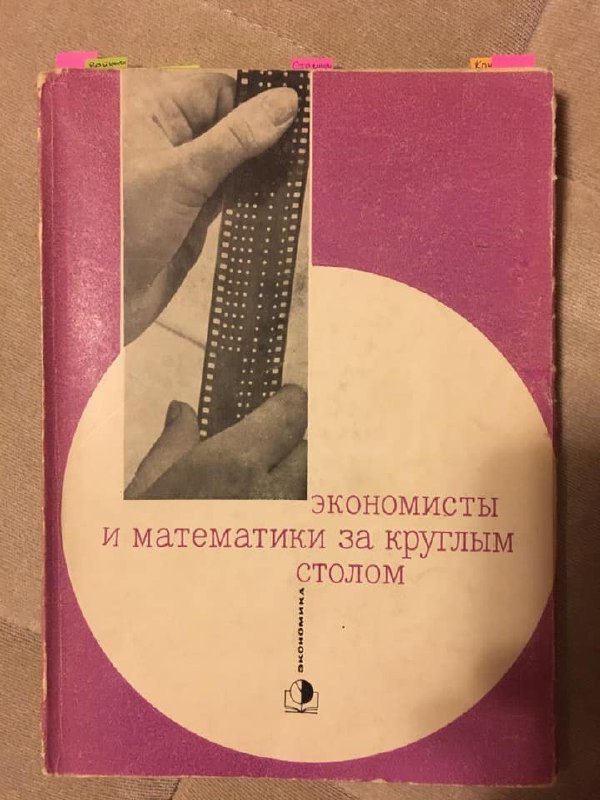 экономисты
и математики за круглым
столом
экономика